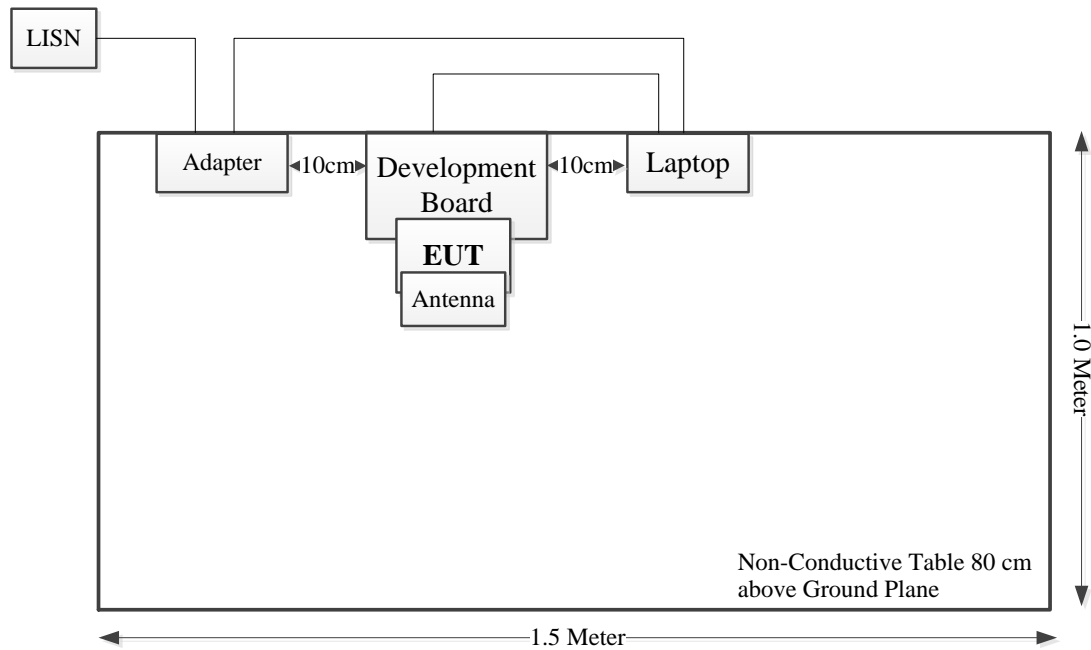 LISN
Adapter
10cm
Development
Board
10cm
Laptop
EUT
Antenna
1.0 Meter
Non-Conductive Table 80 cm
above Ground Plane
1.5 Meter